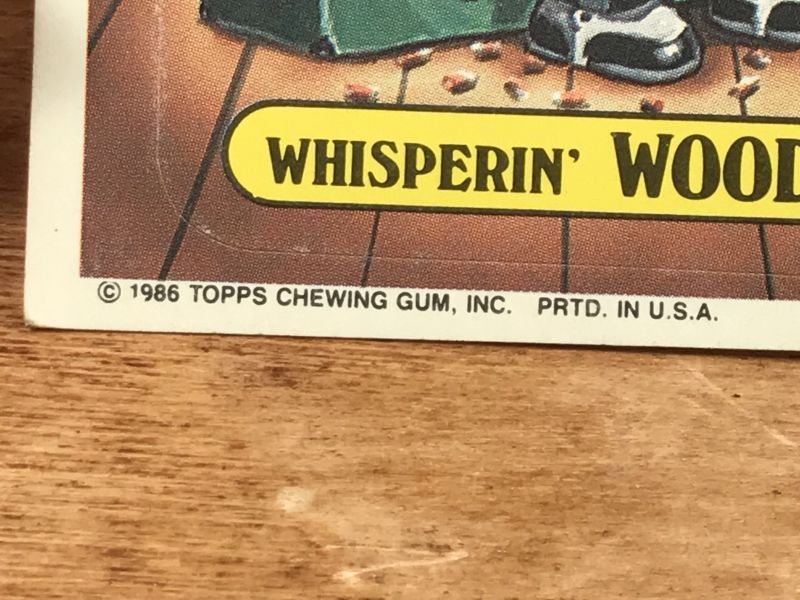 WHISPERIN' WOOD
© 1986 TOPPS CHEWING GUM, INC. PRTD. IN U.S.A.